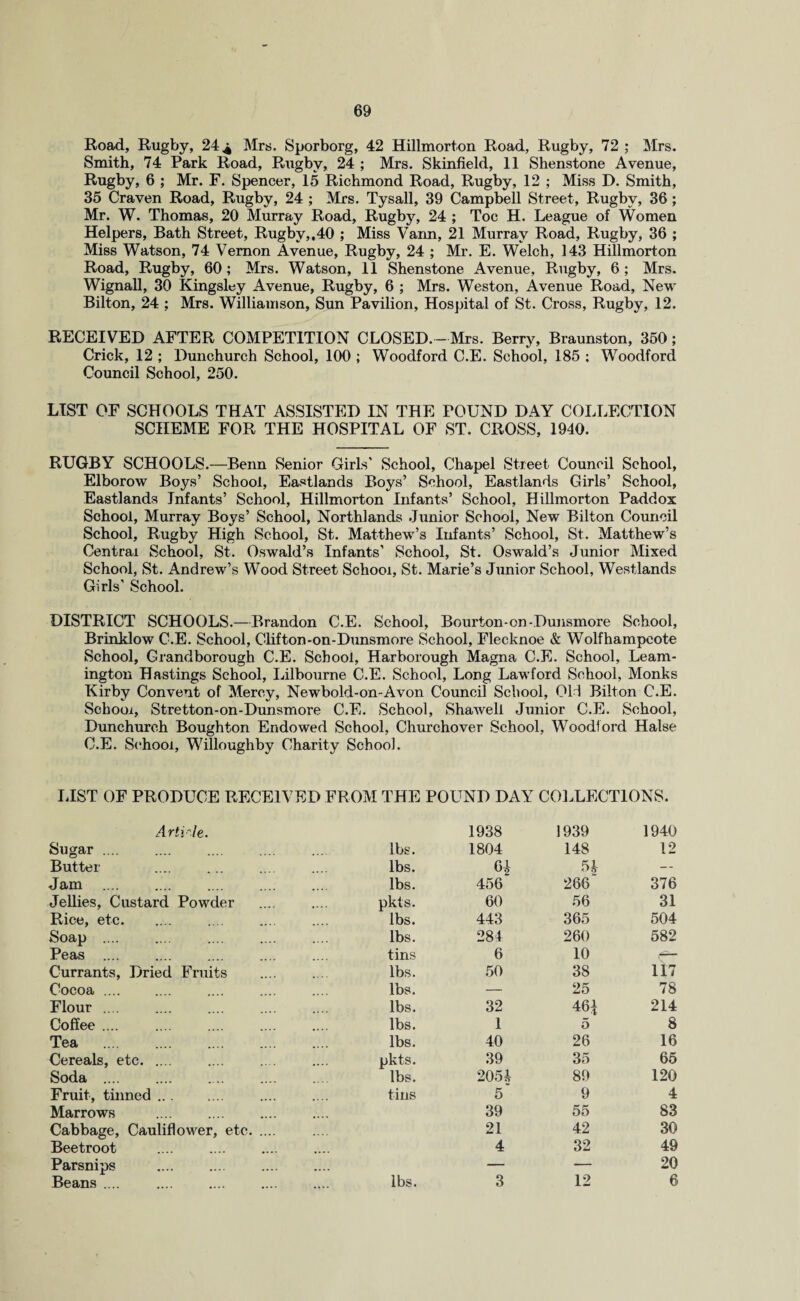 69
Road, Rugby, 24; Mrs. Sporborg, 42 Hillmorton Road, Rugby, 72 ; Mrs.
Smith, 74 Park Road, Rugby, 24 ; Mrs. Skinfield, 11 Shenstone Avenue,
Rugby, 6 ; Mr. F. Spencer, 15 Richmond Road, Rugby, 12 ; Miss D. Smith,
35 Craven Road, Rugby, 24 ; Mrs. Tysall, 39 Campbell Street, Rugby, 36 ;
Mr. W. Thomas, 20 Murray Road, Rugby, 24 ; Toc H. League of Women
Helpers, Bath Street, Rugby,.40 ; Miss Vann, 21 Murray Road, Rugby, 36 ;
Miss Watson, 74 Vernon Avenue, Rugby, 24 ; Mr. E. Welch, 143 Hillmorton
Road, Rugby, 60 ; Mrs. Watson, 11 Shenstone Avenue, Rugby, 6 ; Mrs.
Wignall, 30 Kingsley Avenue, Rugby, 6 ; Mrs. Weston, Avenue Road, New
Bilton, 24 ; Mrs. Williamson, Sun Pavilion, Hospital of St. Cross, Rugby, 12.
RECEIVED AFTER COMPETITION CLOSED.—Mrs. Berry, Braunston, 350 ;
Crick, 12 ; Dunchurch School, 100 ; Woodford C.E. School, 185 ; Woodford
Council School, 250.
LIST OF SCHOOLS THAT ASSISTED IN THE POUND DAY COLLECTION
SCHEME FOR THE HOSPITAL OF ST. CROSS, 1940.
RUGBY SCHOOLS.—Benn Senior Girls' School, Chapel Street Council School,
Elborow Boys' School, Eastlands Boys' School, Eastlands Girls' School,
Eastlands Infants' School, Hillmorton Infants' School, Hillmorton Paddox
School, Murray Boys' School, Northlands Junior School, New Bilton Council
School, Rugby High School, St. Matthew's Infants' School, St. Matthew's
Central School, St. Oswald's Infants' School, St. Oswald's Junior Mixed
School, St. Andrew's Wood Street School, St. Marie's Junior School, Westlands
Girls' School.
DISTRICT SCHOOLS.—Brandon C.E. School, Bourton-on-Dunsmore School,
Brinklow C.E. School, Clifton-on-Dunsmore School, Flecknoe & Wolfhampcote
School, Grandborough C.E. School, Harborough Magna C.E. School, Leam-
ington Hastings School, Lilbourne C.E. School, Long Lawford School, Monks
Kirby Convent of Mercy, Newbold-on-Avon Council School, Old Bilton C.E.
School, Stretton-on-Dunsmore C.E. School, Shawell Junior C.E. School,
Dunchurch Boughton Endowed School, Churchover School, Woodford Halse
C.E. School, Willoughby Charity School.
LIST OF PRODUCE RECEIVED FROM THE POUND DAY COLLECTIONS.
Article. 1938 1939 1940
Sugar .... .... .... .... .... lbs. 1804 148 12
Butter .... .... .... .... lbs. 6½ 5½ —
Jam .... .... .... .... .... lbs. 456 266 376
Jellies, Custard Powder .... .... pkts. 60 56 31
Rice, etc. .... .... .... .... lbs. 443 365 504
Soap .... .... .... .... .... lbs. 284 260 582
Peas .... .... .... .... .... tins 6 10 —
Currants, Dried Fruits .... .... lbs. 50 38 117
Cocoa .... .... .... .... .... lbs. — 25 78
Flour .... .... .... .... .... lbs. 32 46¼ 214
Coffee .... .... .... .... .... lbs. 1 5 8
Tea .... .... .... .... .... lbs. 40 26 16
Cereals, etc. .... .... .... .... pkts. 39 35 65
Soda .... .... .... .... .... lbs. 205½ 89 120
Fruit, tinned .... .... .... .... tins 5 9 4
Marrows .... .... .... .... 39 55 83
Cabbage, Cauliflower, etc. .... .... 21 42 30
Beetroot .... .... .... .... 4 32 49
Parsnips .... .... .... .... — — 20
Beans .... .... .... .... .... lbs. 3 12 6